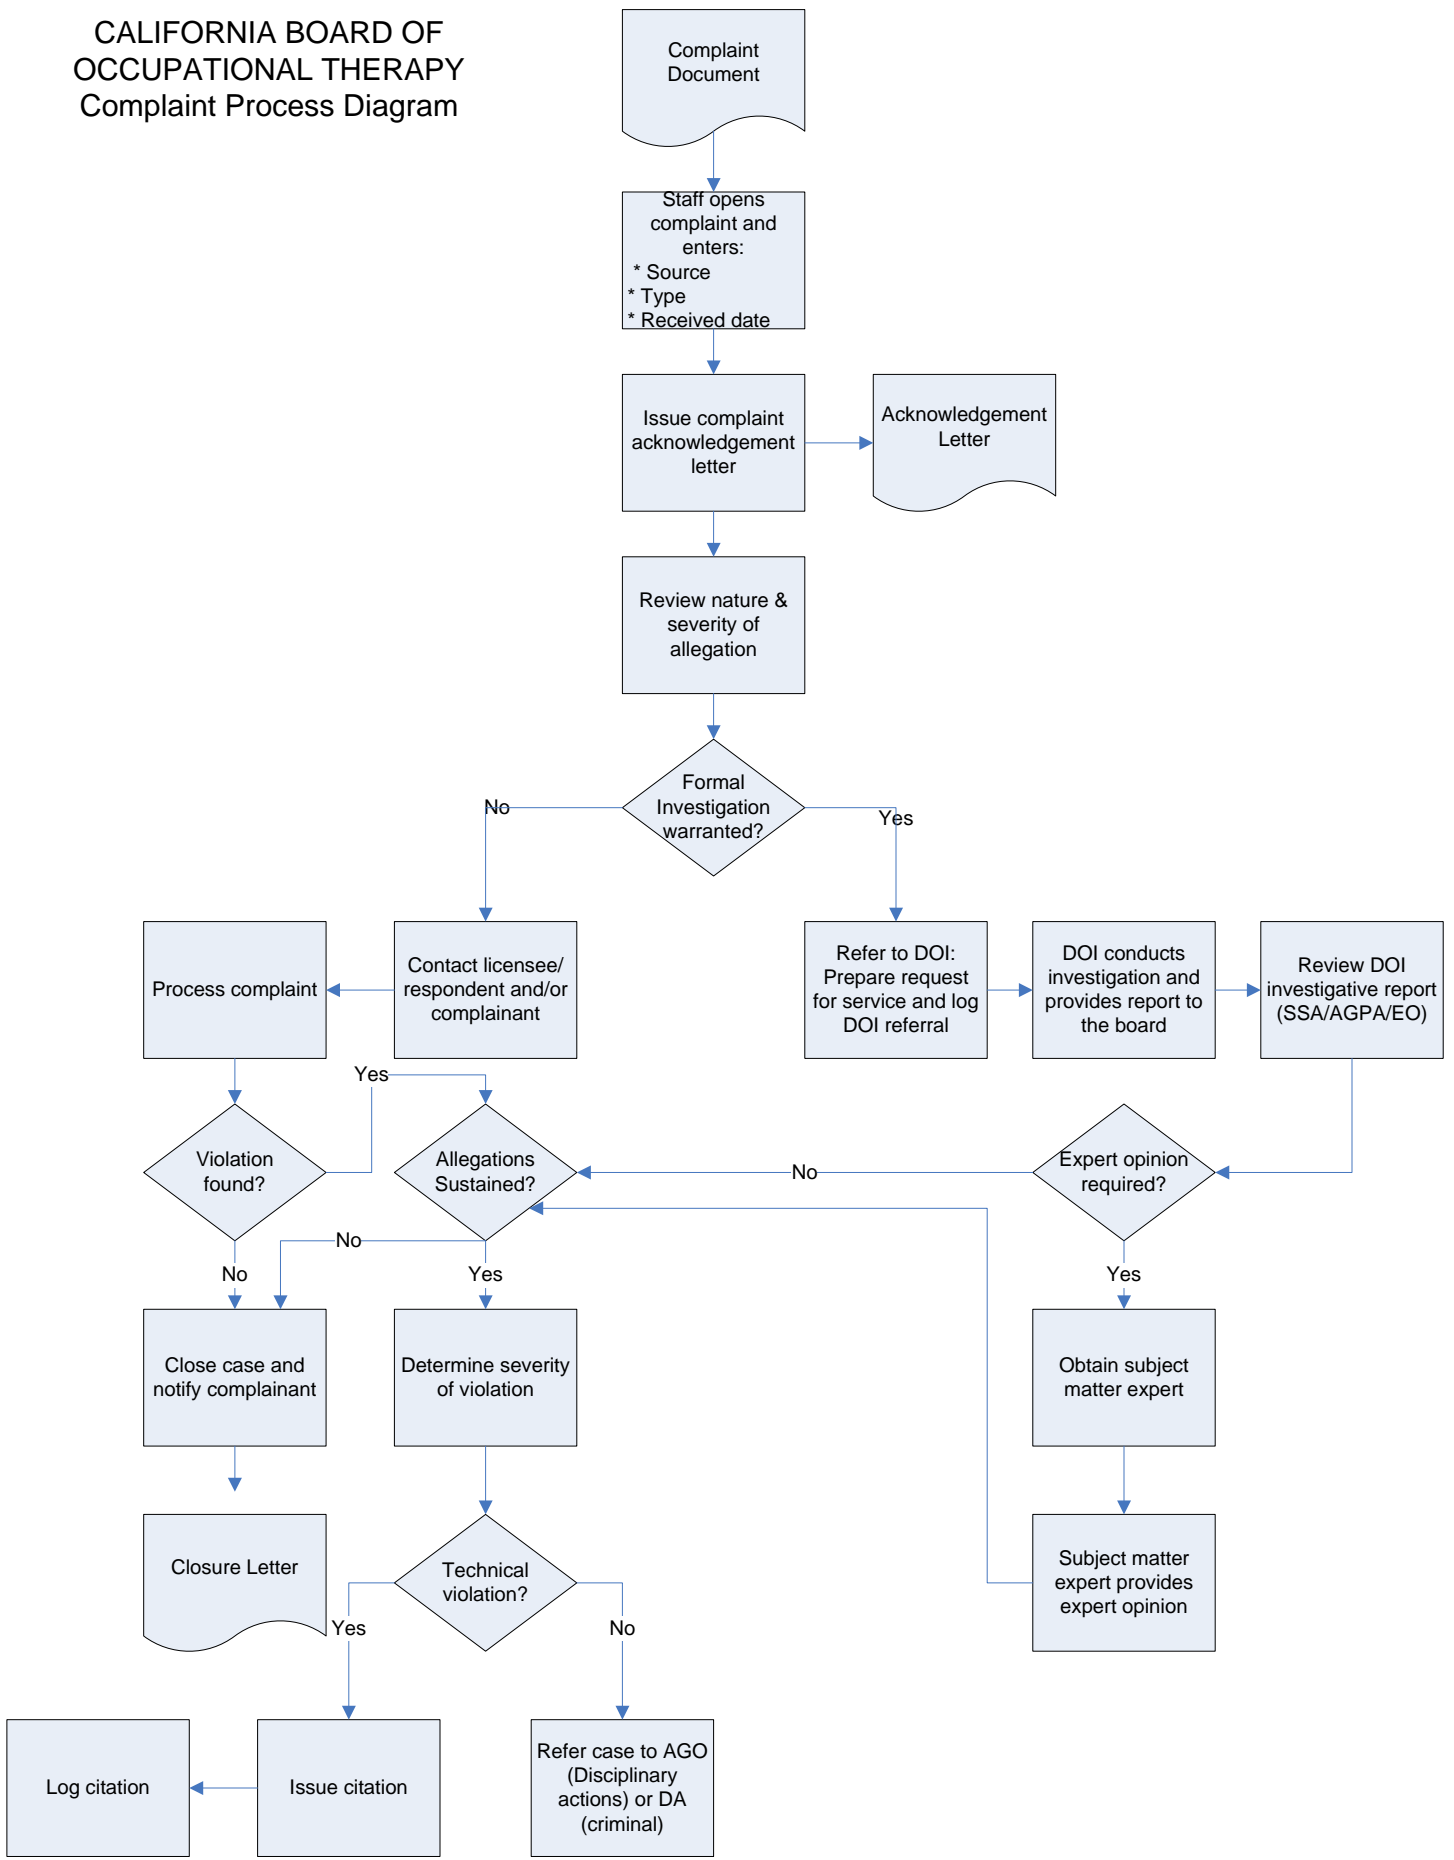 CALIFORNIA BOARD OF
OCCUPATIONAL THERAPY
Complaint Process Diagram
Complaint
Document
Staff opens
complaint and
enters:
* Source
* Type
* Received date
Issue complaint
acknowledgement
letter
Acknowledgement
Letter
Review nature &
severity of
allegation
Formal
Investigation
warranted?
No
Yes
Process complaint
Contact licensee/
respondent and/or
complainant
Refer to DOI:
Prepare request
for service and log
DOI referral
DOI conducts
investigation and
provides report to
the board
Review DOI
investigative report
(SSA/AGPA/EO)
Yes
Violation
found?
Allegations
Sustained?
No
Expert opinion
required?
No
No
Yes
Yes
Close case and
notify complainant
Determine severity
of violation
Obtain subject
matter expert
Closure Letter
Technical
violation?
Subject matter
expert provides
expert opinion
Yes
No
Log citation
Issue citation
Refer case to AGO
(Disciplinary
actions) or DA
(criminal)